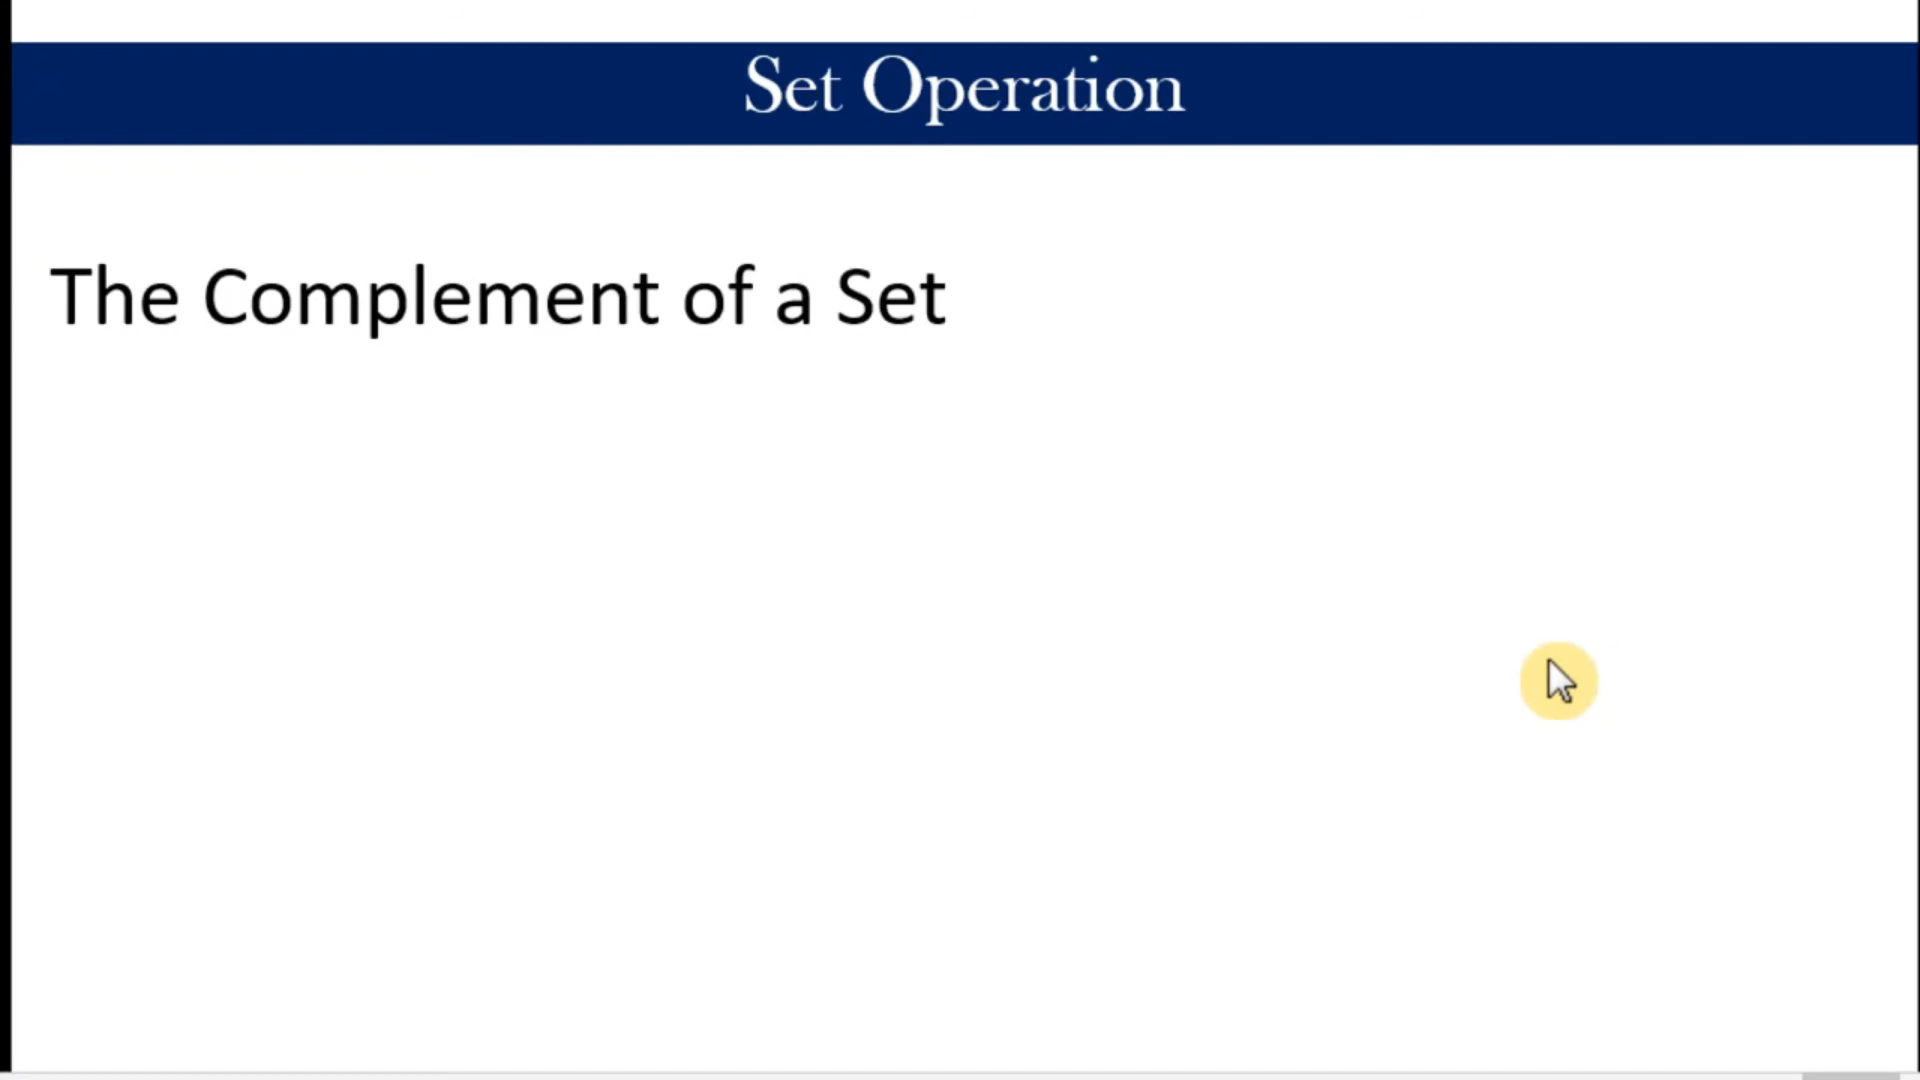 Set Operation
The Complement of a Set